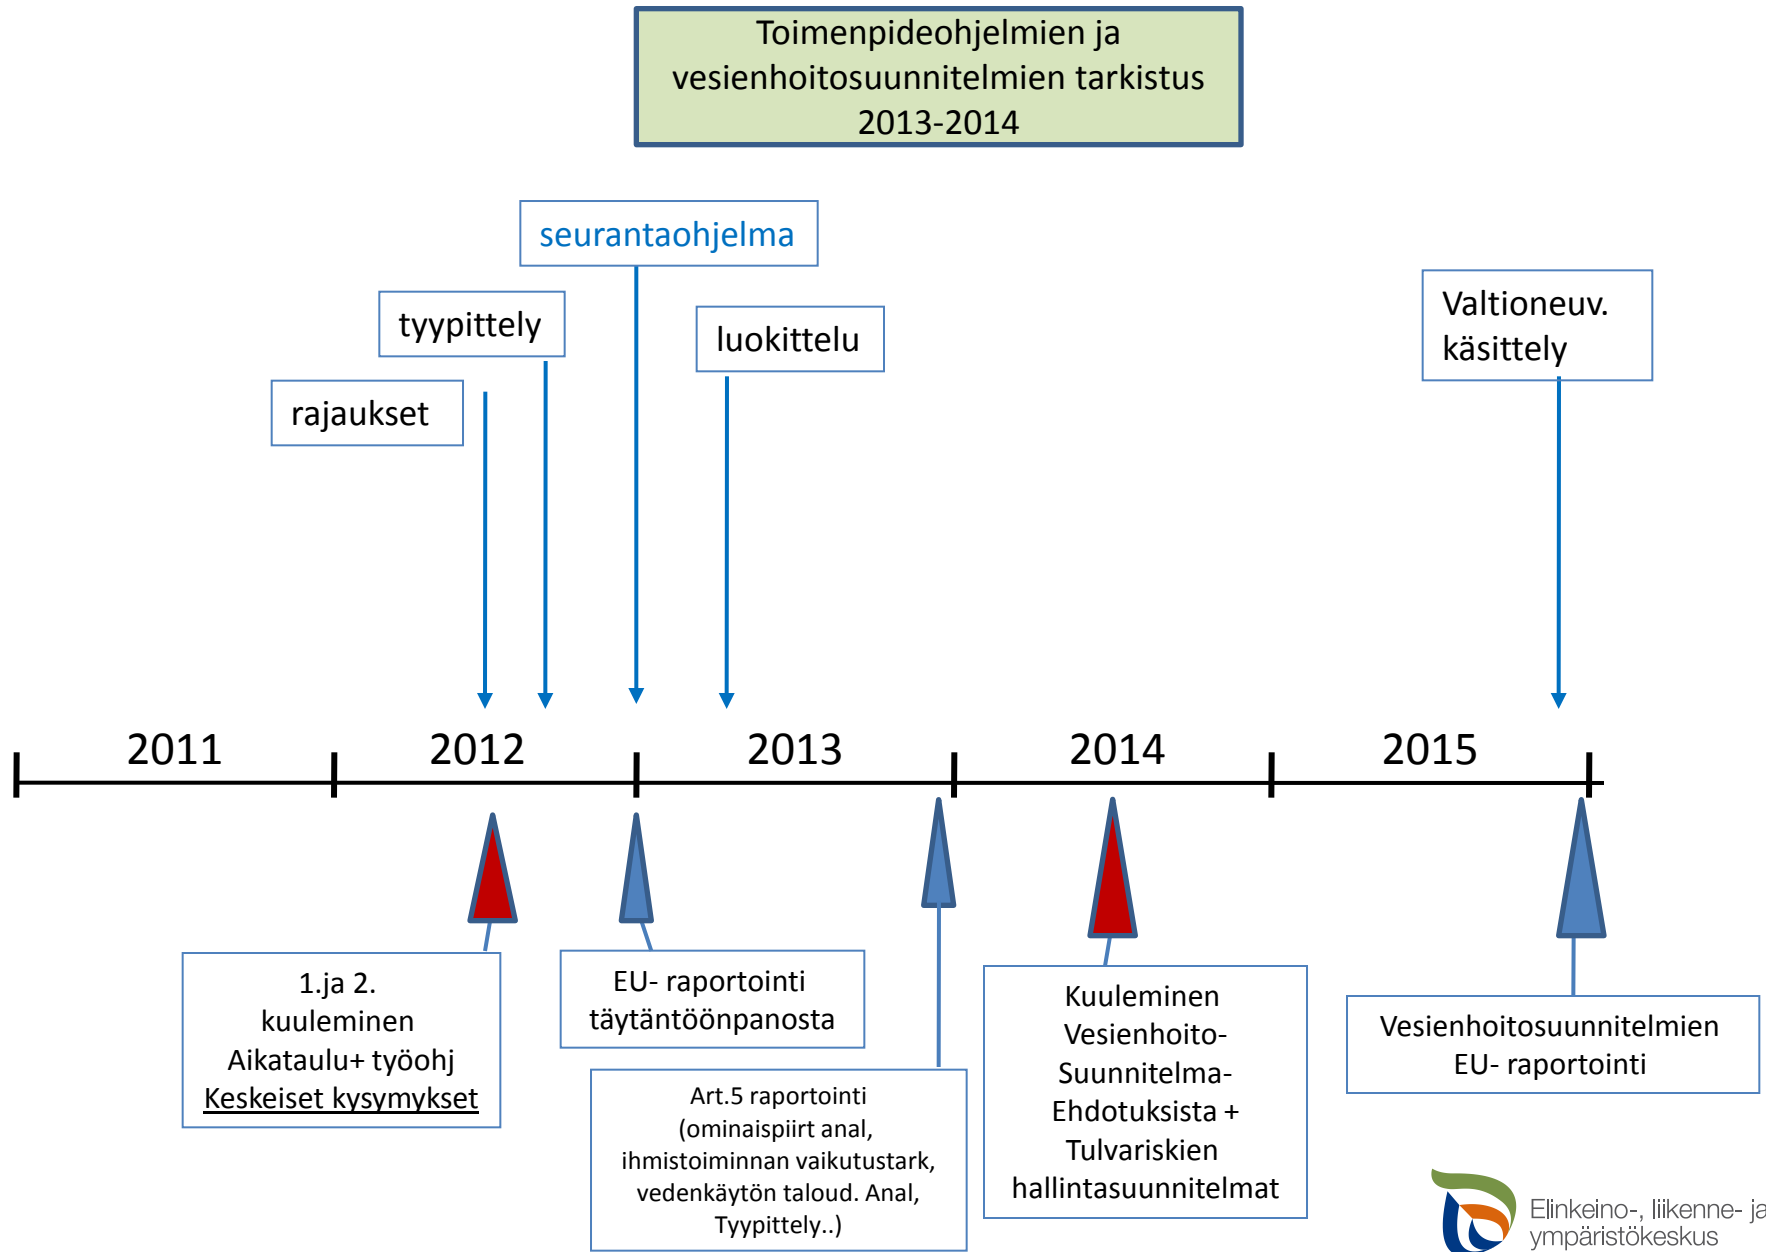 Toimenpideohjelmien ja
vesienhoitosuunnitelmien tarkistus
2013-2014
seurantaohjelma
tyypittely
luokittelu
rajaukset
Valtioneuv.
käsittely
2011
2012
2013
2014
2015
1.ja 2.
kuuleminen
Aikataulu+ työohj
Keskeiset kysymykset
EU- raportointi
täytäntöönpanosta
Art.5 raportointi
(ominaispiirt anal,
ihmistoiminnan vaikutustark,
vedenkäytön taloud. Anal,
Tyypittely..)
Kuuleminen
Vesienhoito-
Suunnitelma-
Ehdotuksista +
Tulvariskien
hallintasuunnitelmat
Vesienhoitosuunnitelmien
EU- raportointi
Elinkeino-, liikenne- ja
ympäristökeskus